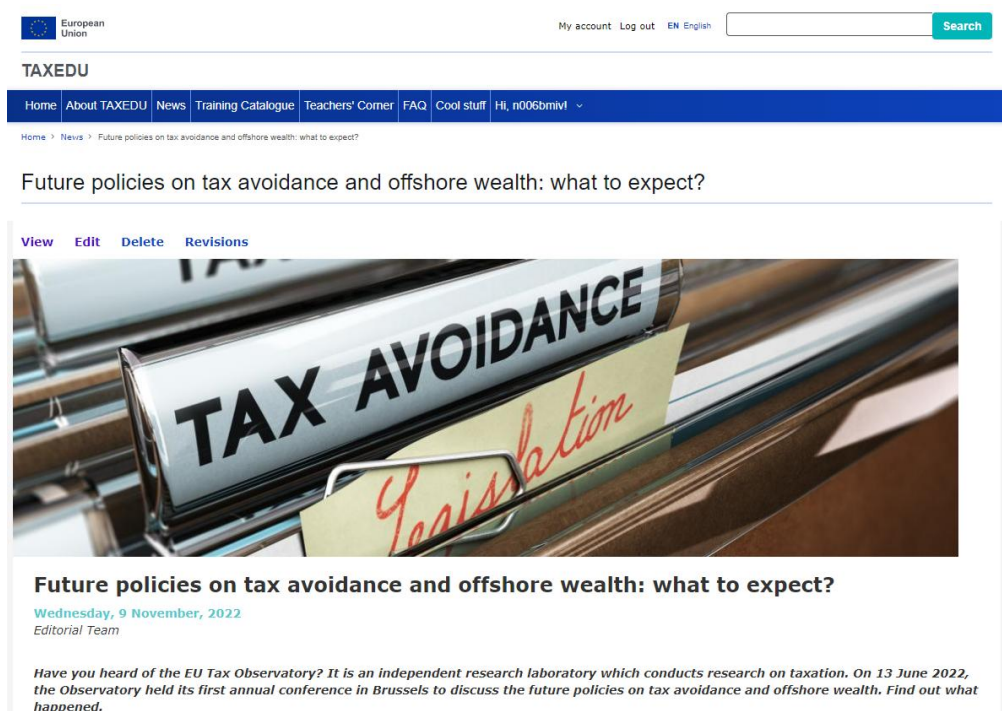 European
Union
My account Log out EN English
Search
TAXEDU
Home About TAXEDU News Training Catalogue Teachers' Corner FAQ Cool stuff Hi, n006bmiv!
Home > News > Future policies on tax avoidance and offshore wealth: what to expect?
Future policies on tax avoidance and offshore wealth: what to expect?
View Edit Delete Revisions
TAX AVOIDANCE
Legislation
Future policies on tax avoidance and offshore wealth: what to expect?
Wednesday, 9 November, 2022
Editorial Team
Have you heard of the EU Tax Observatory? It is an independent research laboratory which conducts research on taxation. On 13 June 2022,
the Observatory held its first annual conference in Brussels to discuss the future policies on tax avoidance and offshore wealth. Find out what
happened.